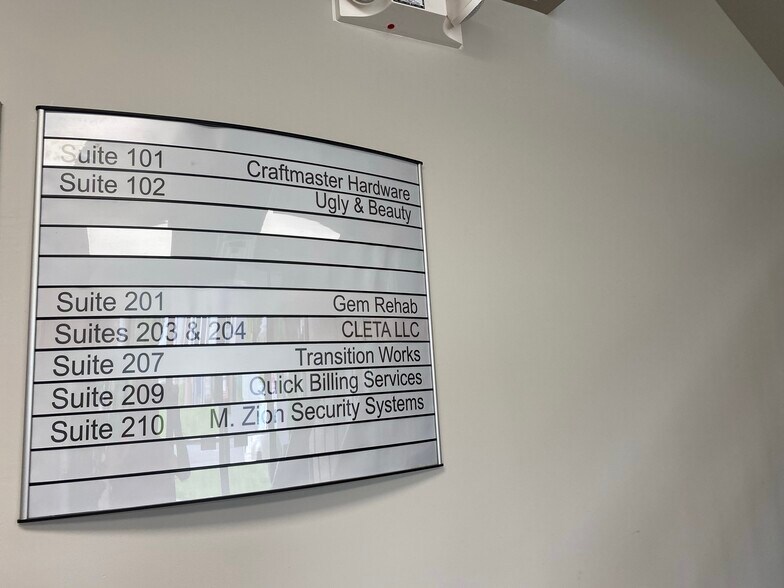 Suite 101 Craftmaster Hardware
Suite 102 Ugly & Beauty
Suite 201 Gem Rehab
Suites 203 & 204 CLETA LLC
Suite 207 Transition Works
Suite 209 Quick Billing Services
Suite 210 M. Zion Security Systems